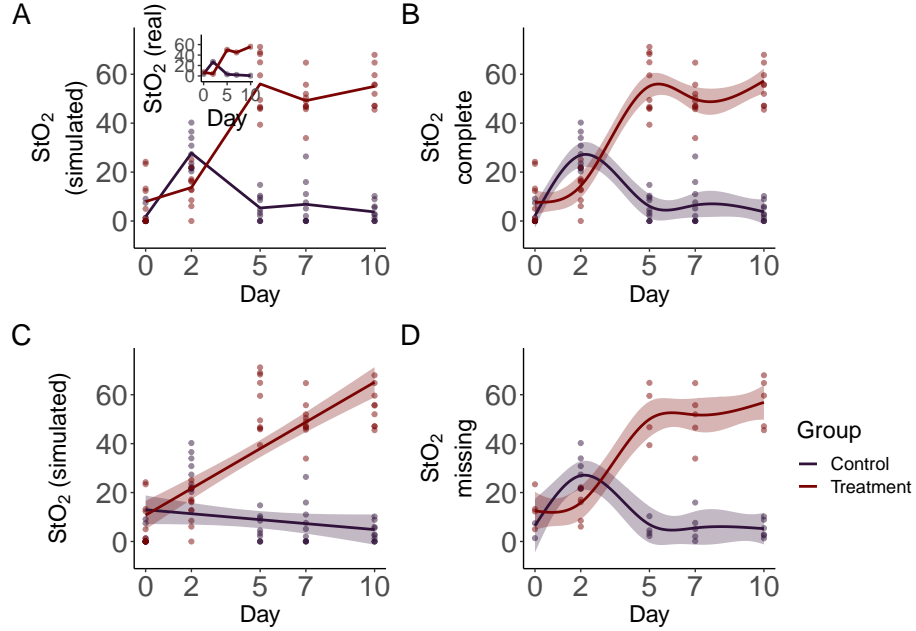 A
StO₂
(simulated)
60
40
20
0
0
2
5
7
10
Day
StO₂ (real)
60
40
20
0
0
5
10
Day
B
StO₂
complete
60
40
20
0
0
2
5
7
10
Day
C
StO₂ (simulated)
60
40
20
0
0
2
5
7
10
Day
D
StO₂
missing
60
40
20
0
0
2
5
7
10
Day
Group
Control
Treatment